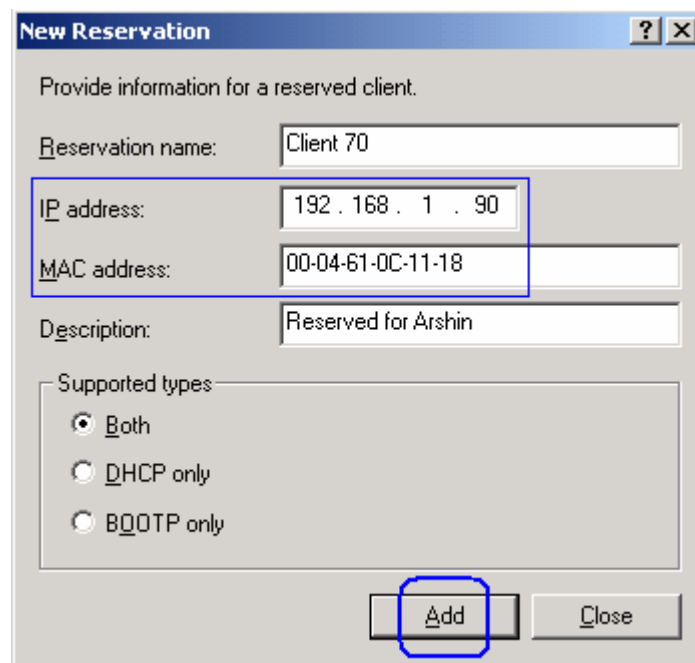 New Reservation
Provide information for a reserved client.
Reservation name: Client 70
IP address: 192 . 168 . 1 . 90
MAC address: 00-04-61-0C-11-18
Description: Reserved for Arshin
Supported types
Both
DHCP only
BOOTP only
Add Close